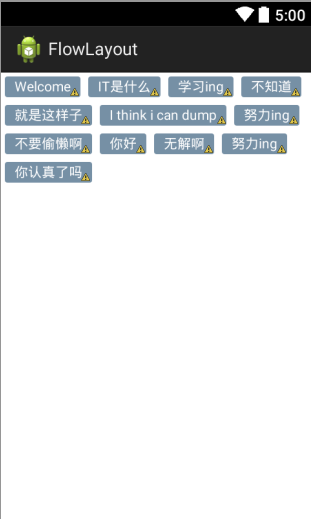 5:00
FlowLayout
Welcome IT是什么 学习ing 不知道
就是这样子 I think i can dump 努力ing
不要偷懒啊 你好 无解啊 努力ing
你认真了吗